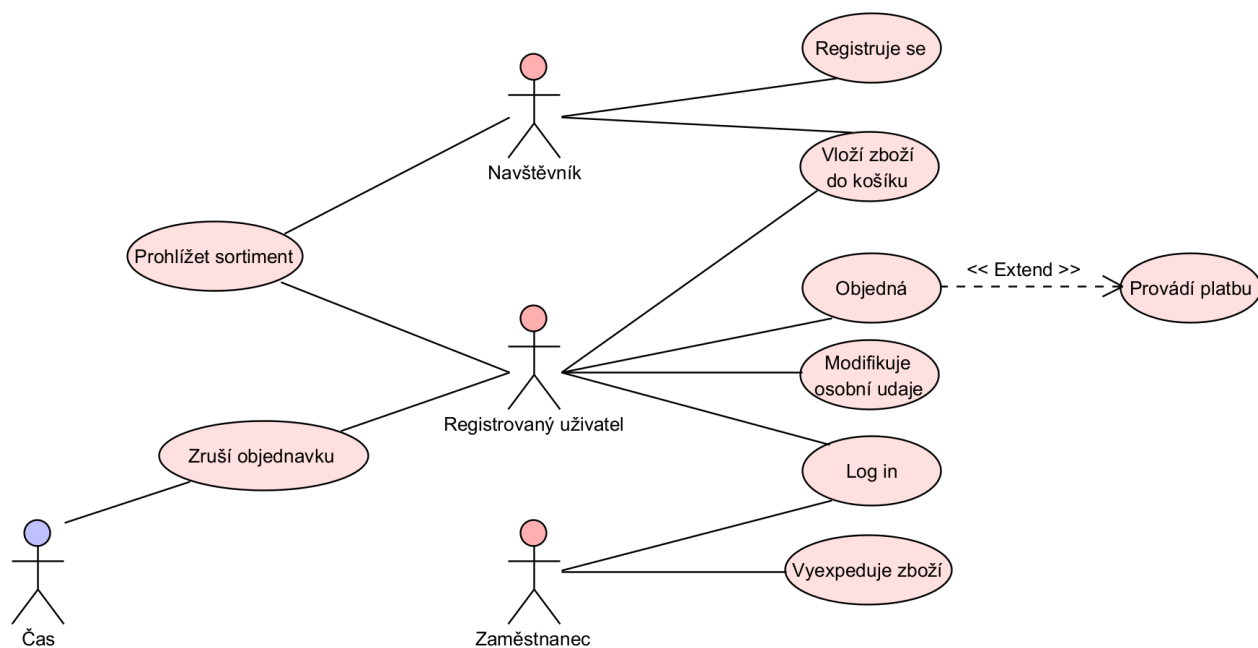 Registruje se
Navštěvník
Vloží zboží
do košíku
Prohlížet sortiment
Objedná
<< Extend >>
Provádí platbu
Modifikuje
osobní udaje
Registrovaný uživatel
Zruší objednavku
Log in
Vyexpeduje zboží
Čas
Zaměstnanec